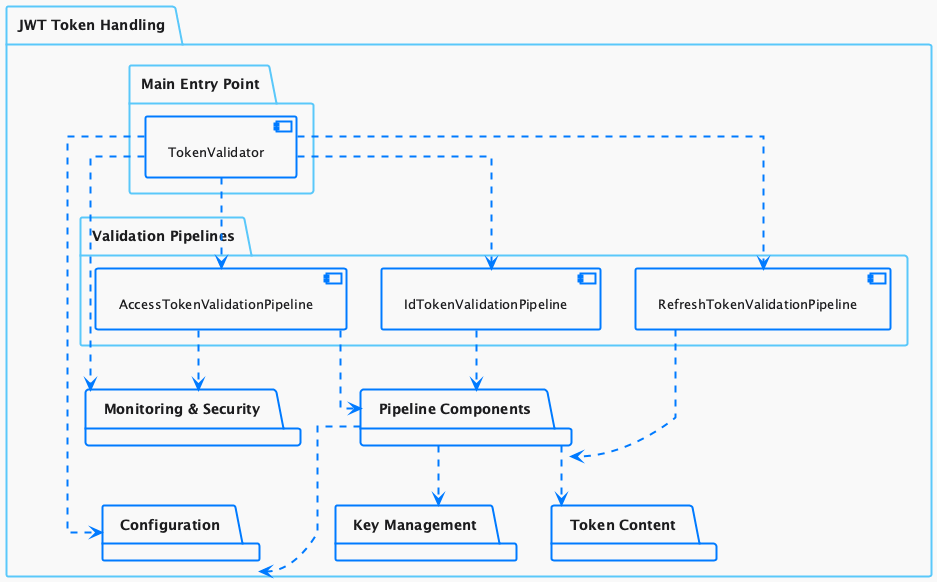 JWT Token Handling
Main Entry Point
TokenValidator
Validation Pipelines
AccessTokenValidationPipeline
IdTokenValidationPipeline
RefreshTokenValidationPipeline
Monitoring & Security
Pipeline Components
Configuration
Key Management
Token Content